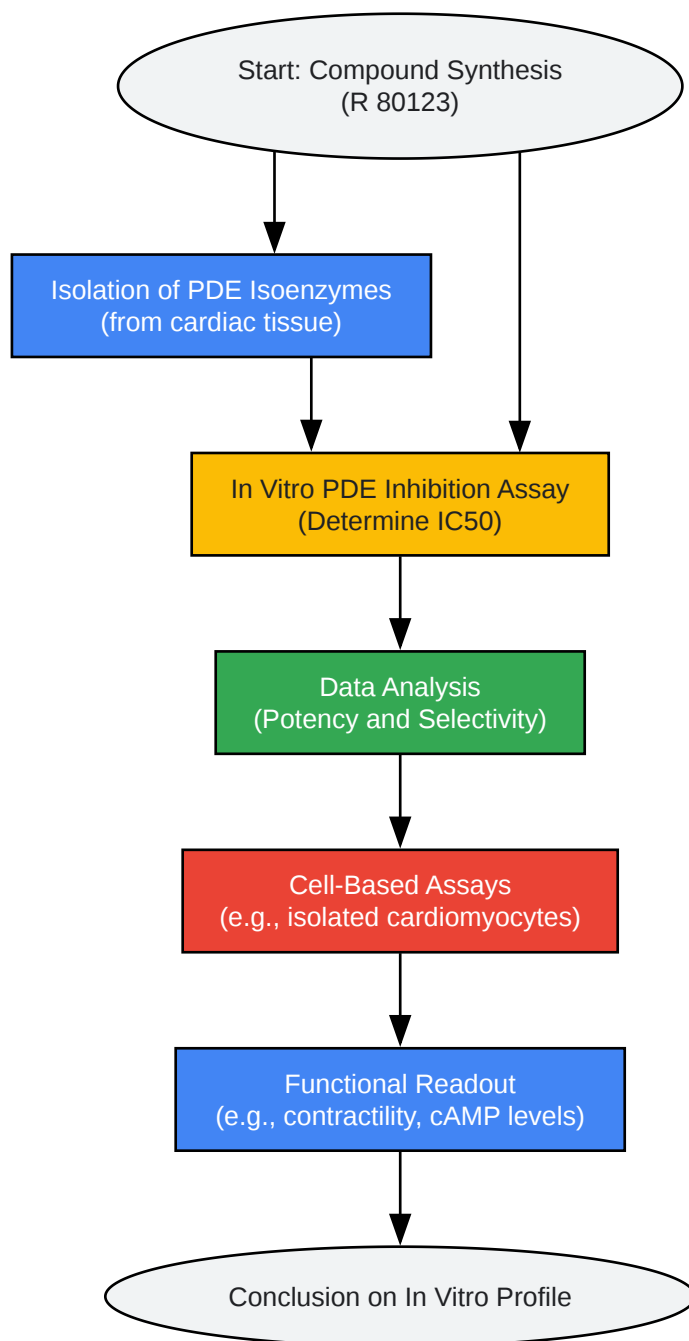 Start: Compound Synthesis
(R 80123)
Isolation of PDE Isoenzymes
(from cardiac tissue)
In Vitro PDE Inhibition Assay
(Determine IC50)
Data Analysis
(Potency and Selectivity)
Cell-Based Assays
(e.g., isolated cardiomyocytes)
Functional Readout
(e.g., contractility, cAMP levels)
Conclusion on In Vitro Profile